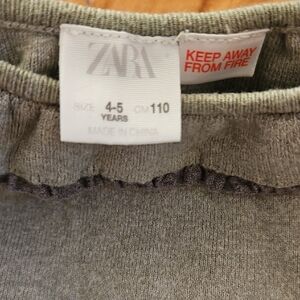 ZARA
SIZE 4-5 CM 110
YEARS
MADE IN CHINA
KEEP AWAY
FROM FIRE